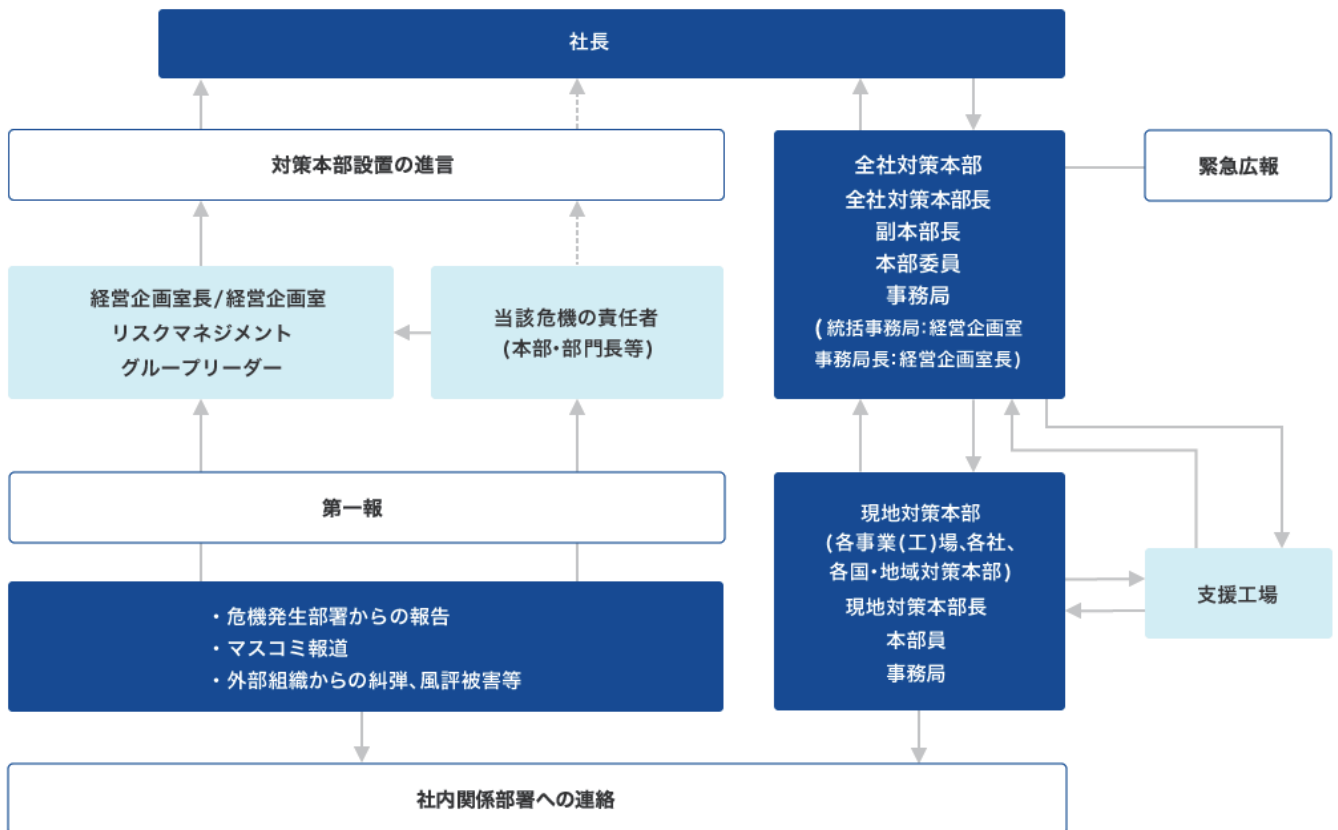 社長
対策本部設置の進言
全社対策本部
全社対策本部長
副本部長
本部委員
事務局
(統括事務局:経営企画室
事務局長:経営企画室長)
緊急広報
経営企画室長/経営企画室
リスクマネジメント
グループリーダー
当該危機の責任者
(本部・部門長等)
第一報
現地対策本部
(各事業(工)場、各社、
各国・地域対策本部)
現地対策本部長
本部員
事務局
支援工場
・危機発生部署からの報告
・マスコミ報道
・外部組織からの糾弾、風評被害等
社内関係部署への連絡